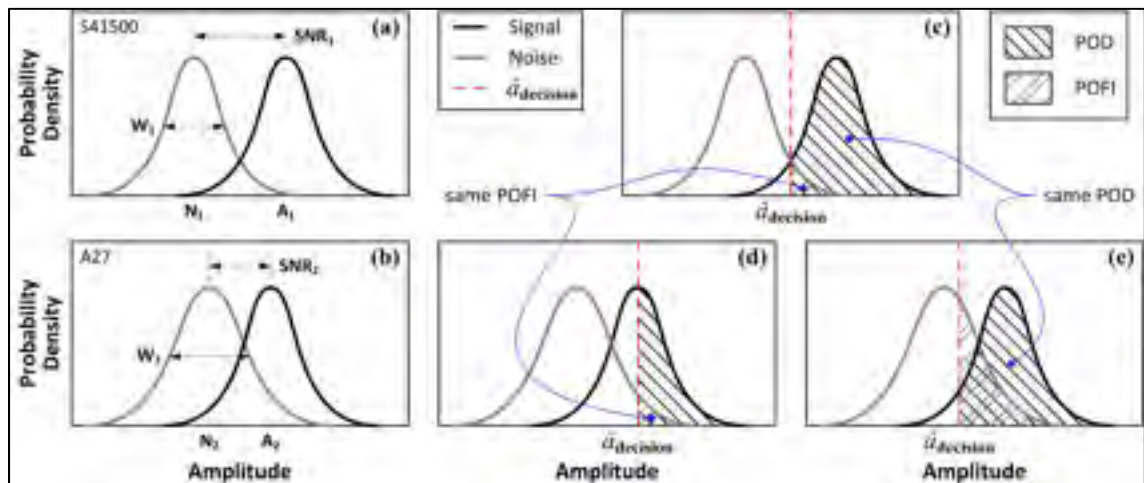 S41500
(a)
SNR₁
W₁
N₁ A₁
Probability
Density
Signal
Noise
â_decision
(c)
â_decision
POD
POFI
same POFI
same POD
A27
(b)
SNR₂
W₂
N₂ A₂
Probability
Density
Amplitude
(d)
â_decision
Amplitude
(e)
â_decision
Amplitude